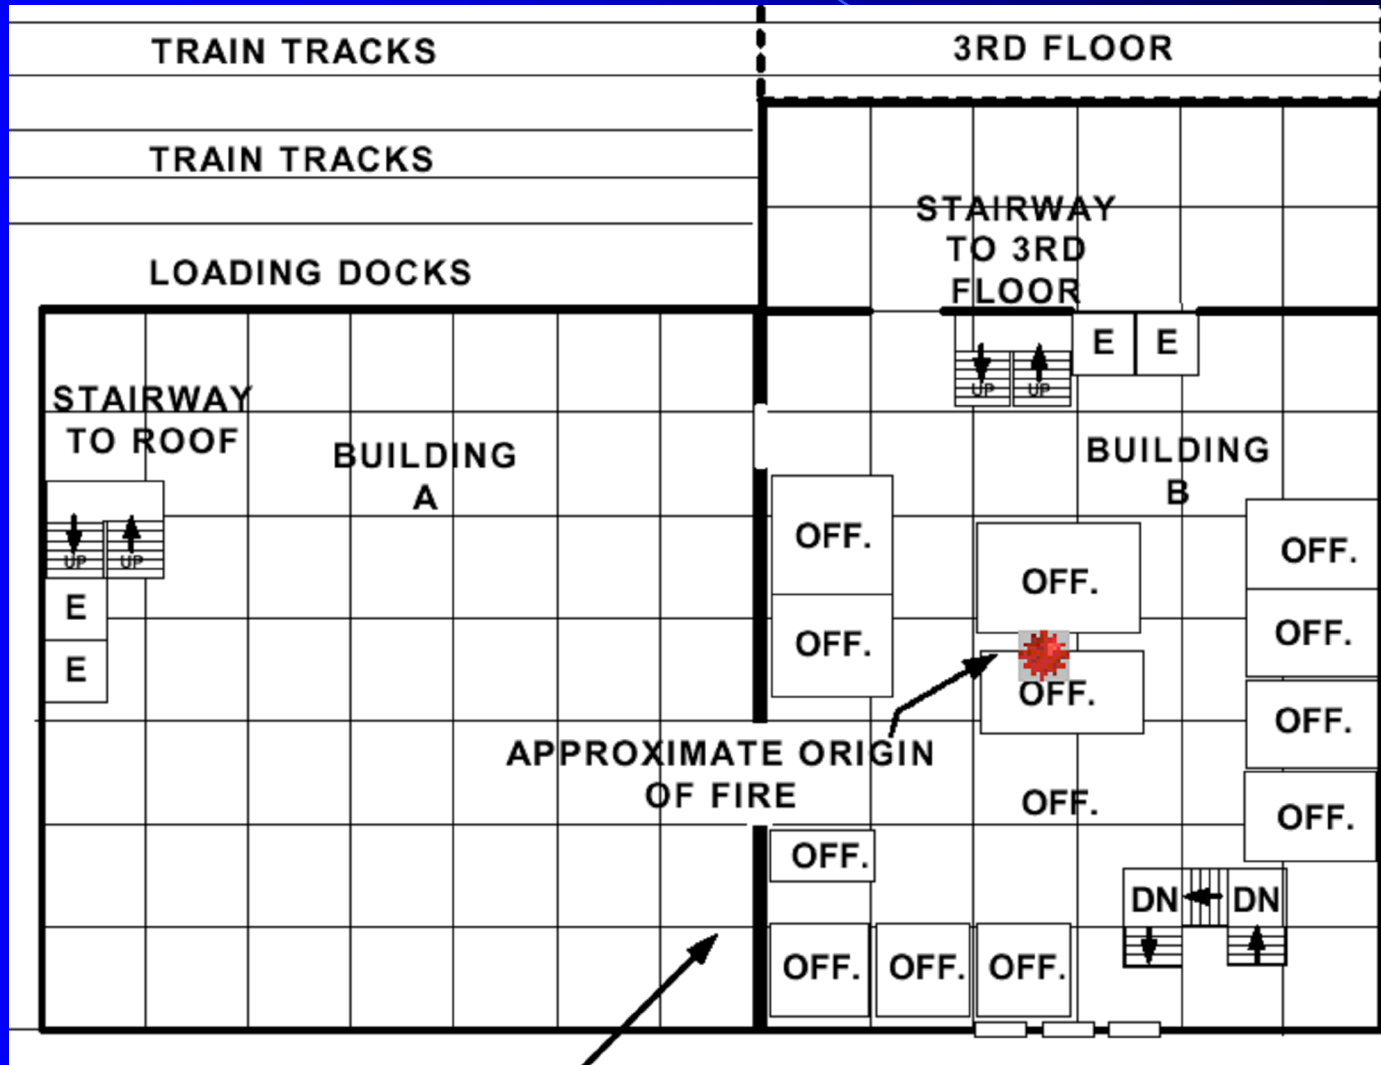 TRAIN TRACKS
3RD FLOOR
TRAIN TRACKS
STAIRWAY
TO 3RD
FLOOR
LOADING DOCKS
E E
UP UP
STAIRWAY
TO ROOF
BUILDING
A
BUILDING
B
UP UP
E
E
OFF.
OFF.
OFF.
OFF.
OFF.
OFF.
OFF.
OFF.
APPROXIMATE ORIGIN
OF FIRE
OFF.
OFF.
OFF.
DN DN
OFF. OFF. OFF.